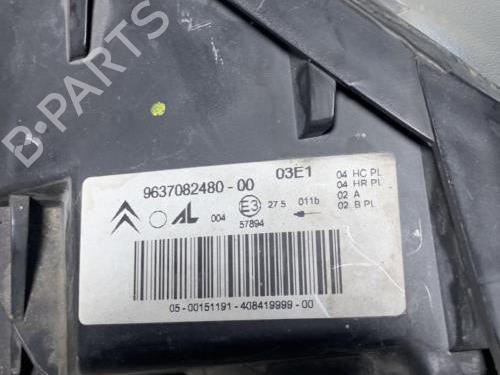 B-PARTS
9637082480-00 03E1
04 HC PL
04 HR PL
02 A
02 B PL
AL 004 E3 27.5 011b
57894
05-00151191-408419999-00